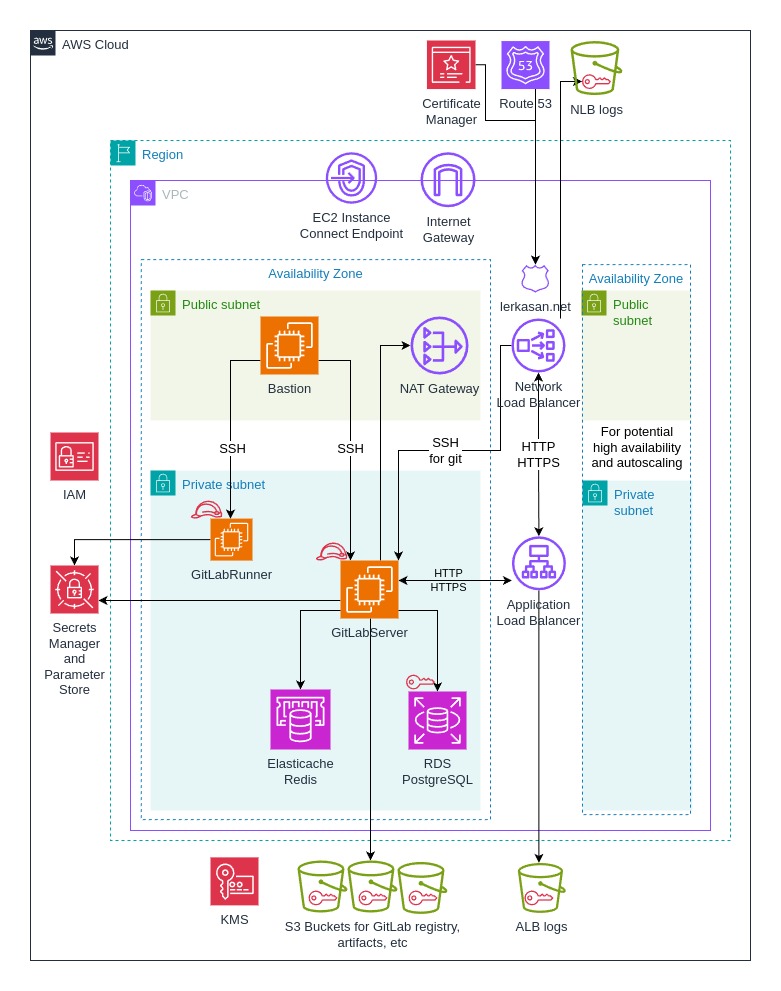 aws
AWS Cloud
53
Certificate
Manager
Route 53
NLB logs
Region
VPC
EC2 Instance
Connect Endpoint
Internet
Gateway
Availability Zone
Availability Zone
lerkasan.net
Public subnet
Public
subnet
Bastion
NAT Gateway
Network
Load Balancer
SSH
SSH
SSH
for git
HTTP
HTTPS
For potential
high availability
and autoscaling
IAM
Private subnet
Private
subnet
GitLabRunner
HTTP
HTTPS
Application
Load Balancer
Secrets
Manager
and
Parameter
Store
GitLabServer
Elasticache
Redis
RDS
PostgreSQL
KMS
S3 Buckets for GitLab registry,
artifacts, etc
ALB logs